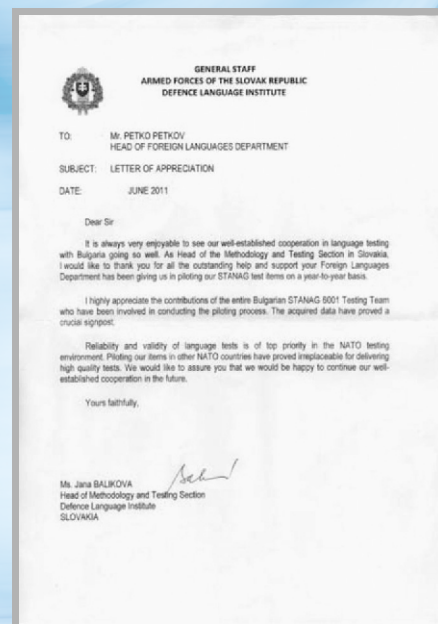 GENERAL STAFF
ARMED FORCES OF THE SLOVAK REPUBLIC
DEFENCE LANGUAGE INSTITUTE
TO: Mr. PETKO PETKOV
HEAD OF FOREIGN LANGUAGES DEPARTMENT
SUBJECT: LETTER OF APPRECIATION
DATE: JUNE 2011
Dear Sir
It is always very enjoyable to see our well-established cooperation in language testing
with Bulgaria going so well. As Head of the Methodology and Testing Section in Slovakia,
I would like to thank you for all the outstanding help and support your Foreign Languages
Department has been giving us in piloting our STANAG test items on a year-to-year basis.
I highly appreciate the contributions of the entire Bulgarian STANAG 6001 Testing Team
who have been involved in conducting the piloting process. The acquired data have proved a
crucial signpost.
Reliability and validity of language tests is of top priority in the NATO testing
environment. Piloting our items in other NATO countries have proved irreplaceable for delivering
high quality tests. We would like to assure you that we would be happy to continue our well-
established cooperation in the future.
Yours faithfully,
Ms. Jana BALIKOVA
Head of Methodology and Testing Section
Defence Language Institute
SLOVAKIA